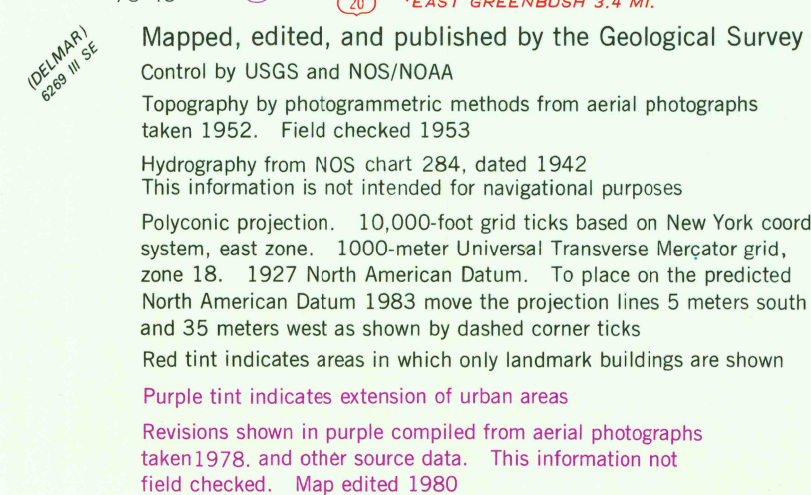 20
EAST GREENBUSH 3.4 MI.
(DELMAR)
6269 III SE
Mapped, edited, and published by the Geological Survey
Control by USGS and NOS/NOAA
Topography by photogrammetric methods from aerial photographs
taken 1952. Field checked 1953
Hydrography from NOS chart 284, dated 1942
This information is not intended for navigational purposes
Polyconic projection. 10,000-foot grid ticks based on New York coord
system, east zone. 1000-meter Universal Transverse Mercator grid,
zone 18. 1927 North American Datum. To place on the predicted
North American Datum 1983 move the projection lines 5 meters south
and 35 meters west as shown by dashed corner ticks
Red tint indicates areas in which only landmark buildings are shown
Purple tint indicates extension of urban areas
Revisions shown in purple compiled from aerial photographs
taken 1978. and other source data. This information not
field checked. Map edited 1980